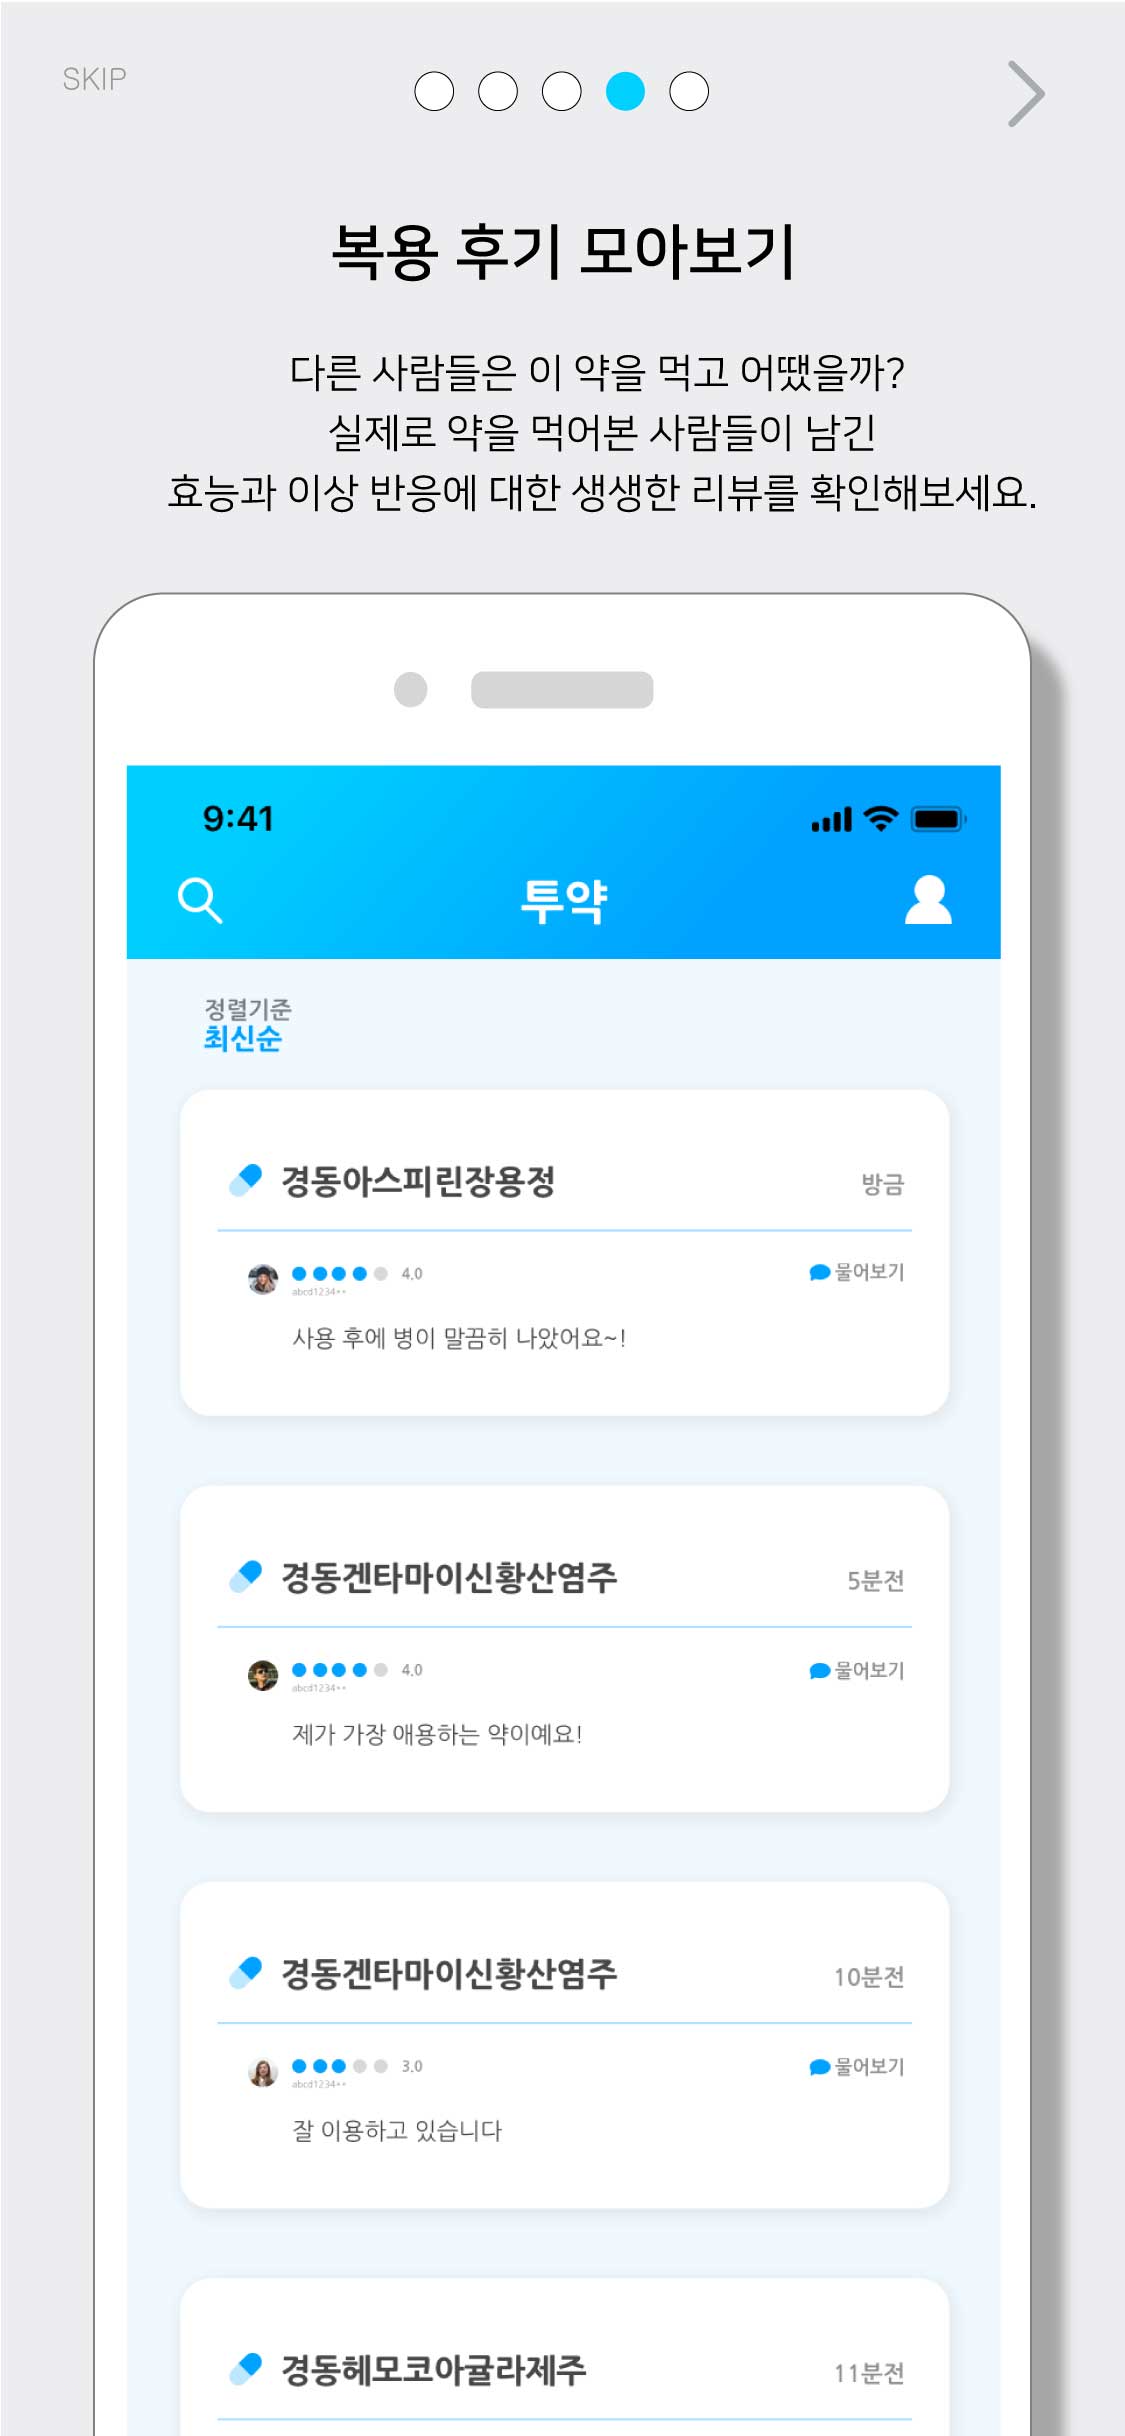 SKIP
복용 후기 모아보기
다른 사람들은 이 약을 먹고 어땠을까?
실제로 약을 먹어본 사람들이 남긴
효능과 이상 반응에 대한 생생한 리뷰를 확인해보세요.
9:41
투약
정렬기준
최신순
경동아스피린장용정
방금
4.0
물어보기
abcd1234**
사용 후에 병이 말끔히 나았어요~!
경동겐타마이신황산염주
5분전
4.0
물어보기
abcd1234**
제가 가장 애용하는 약이예요!
경동겐타마이신황산염주
10분전
3.0
물어보기
abcd1234**
잘 이용하고 있습니다
경동헤모코아귤라제주
11분전